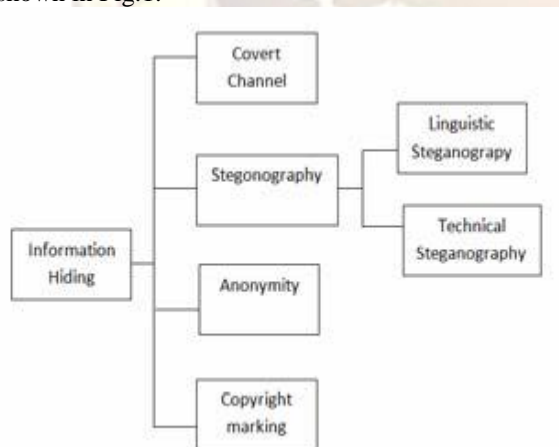 shown in Fig.1.
Covert
Channel
Linguistic
Steganograpy
Stegonography
Technical
Steganography
Information
Hiding
Anonymity
Copyright
marking